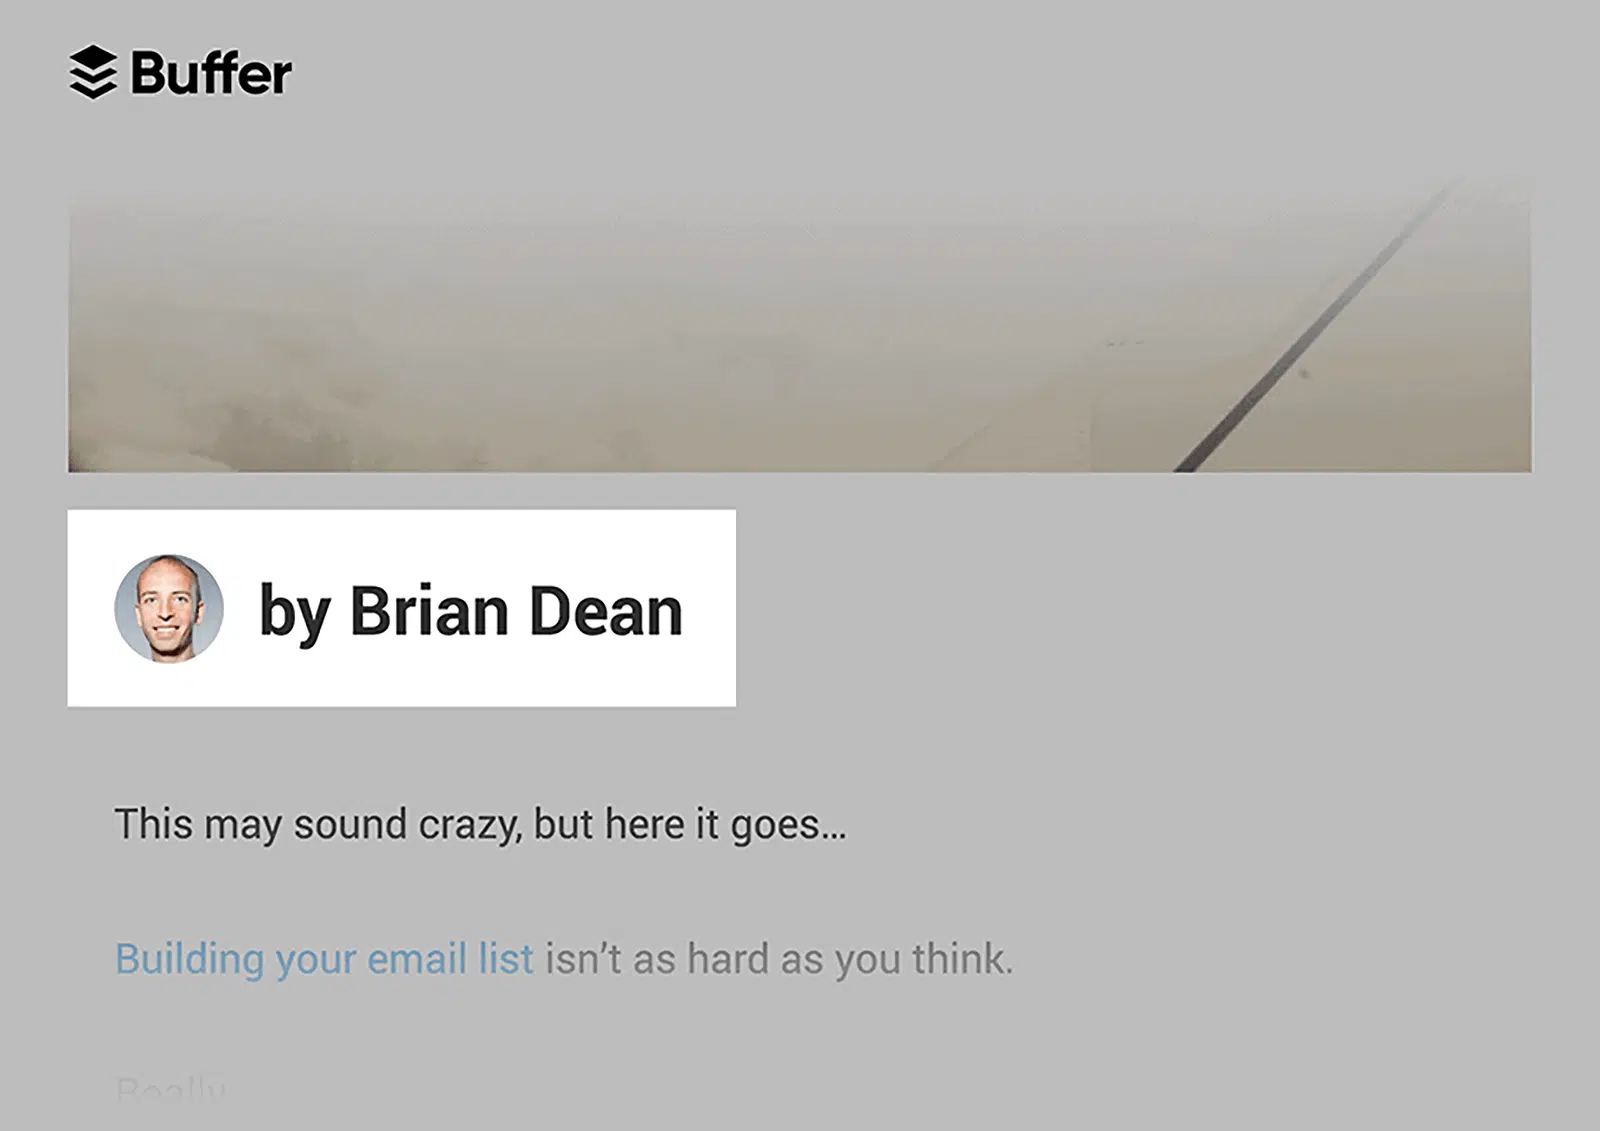 Buffer
by Brian Dean
This may sound crazy, but here it goes...
Building your email list isn’t as hard as you think.
Really